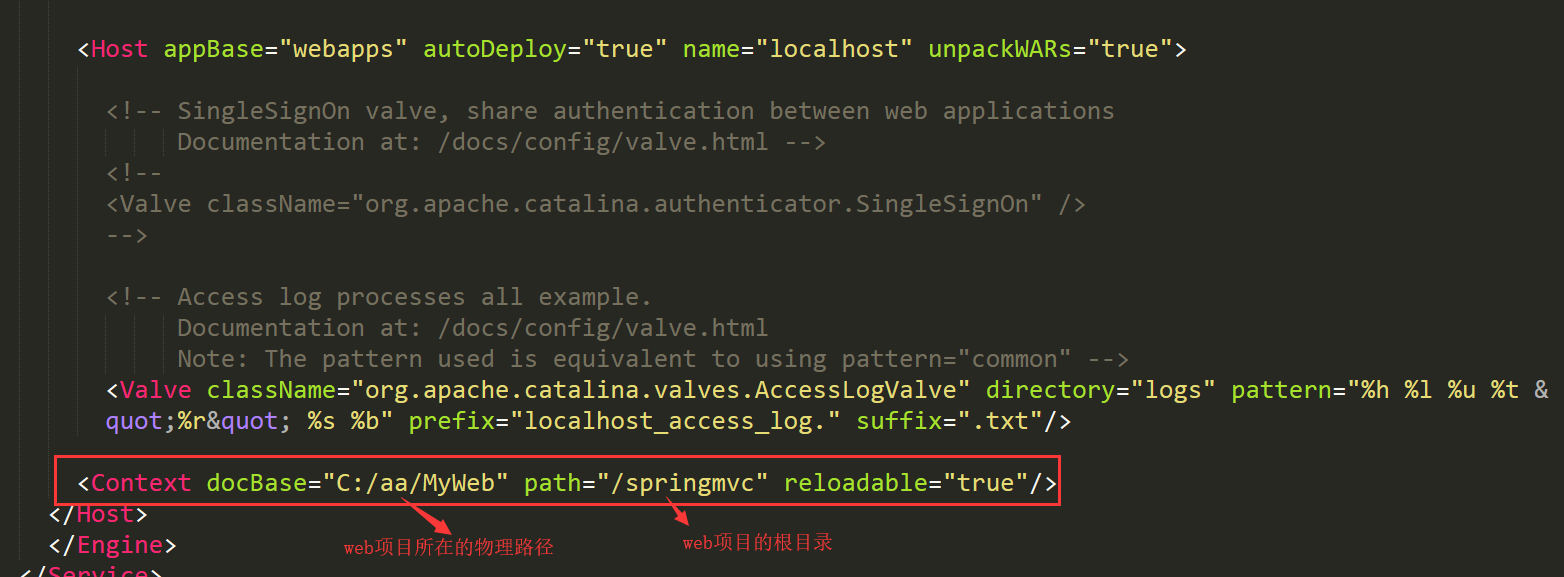 <Host appBase="webapps" autoDeploy="true" name="localhost" unpackWARs="true">
<!-- SingleSignOn valve, share authentication between web applications
Documentation at: /docs/config/valve.html -->
<!--
<Valve className="org.apache.catalina.authenticator.SingleSignOn" />
-->
<!-- Access log processes all example.
Documentation at: /docs/config/valve.html
Note: The pattern used is equivalent to using pattern="common" -->
<Valve className="org.apache.catalina.valves.AccessLogValve" directory="logs" pattern="%h %l %u %t &
quot;%r&quot; %s %b" prefix="localhost_access_log." suffix=".txt"/>
<Context docBase="C:/aa/MyWeb" path="/springmvc" reloadable="true"/>
</Host>
web项目所在的物理路径
web项目的根目录
</Engine>
</Service>